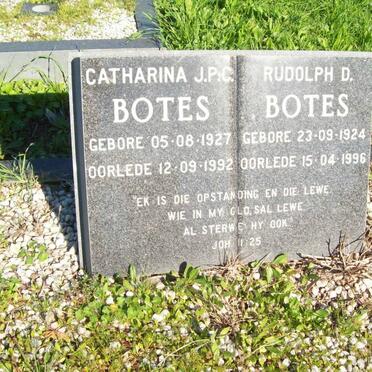 CATHARINA J.P.C. BOTES
GEBORE 05-08-1927
OORLEDE 12-09-1992
RUDOLPH D. BOTES
GEBORE 23-09-1924
OORLEDE 15-04-1996
"EK IS DIE OPSTANDING EN DIE LEWE
WIE IN MY GLO, SAL LEWE
AL STERWE HY OOK"
JOH 25